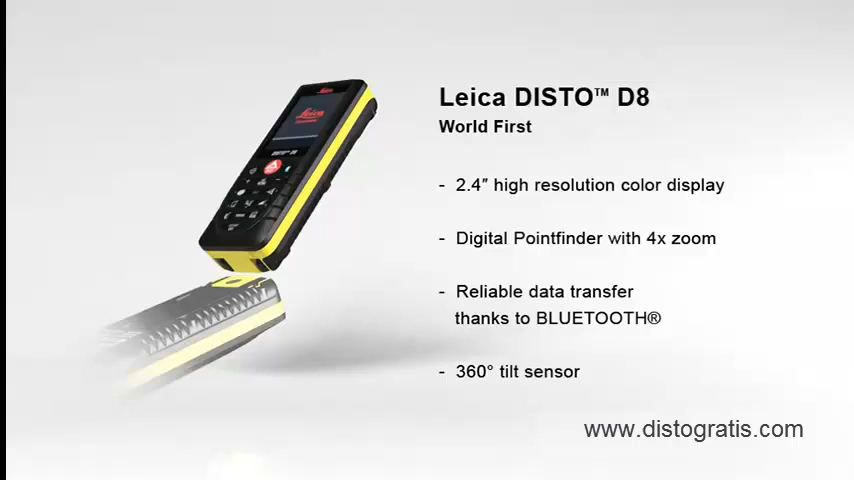 Leica DISTO™ D8
World First
- 2.4″ high resolution color display
- Digital Pointfinder with 4x zoom
- Reliable data transfer
thanks to BLUETOOTH®
- 360° tilt sensor
www.distogratis.com
Leica